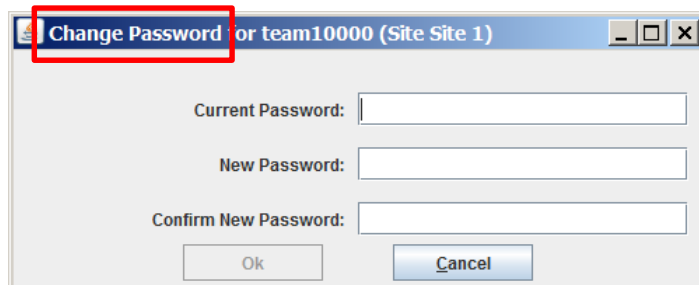 Change Password for team10000 (Site Site 1)
Current Password:
New Password:
Confirm New Password:
Ok Cancel